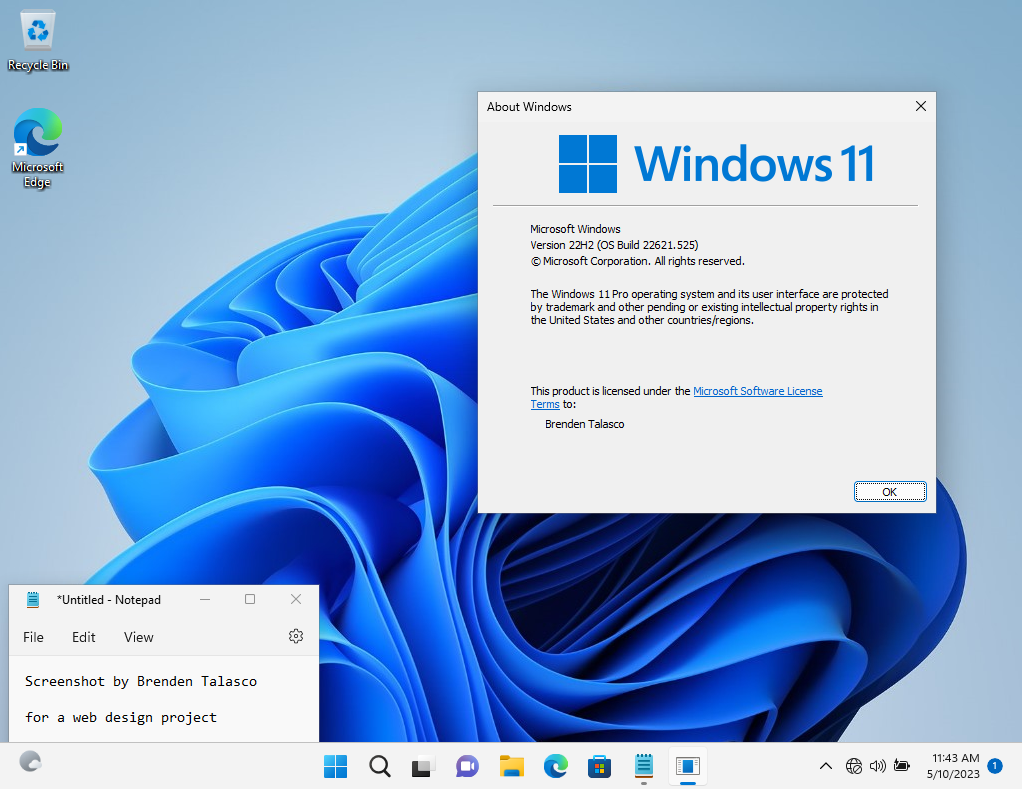 Recycle Bin
Microsoft
Edge
About Windows
Windows 11
Microsoft Windows
Version 22H2 (OS Build 22621.525)
© Microsoft Corporation. All rights reserved.
The Windows 11 Pro operating system and its user interface are protected
by trademark and other pending or existing intellectual property rights in
the United States and other countries/regions.
This product is licensed under the Microsoft Software License
Terms to:
Brenden Talasco
OK
*Untitled - Notepad
File Edit View
Screenshot by Brenden Talasco
for a web design project
11:43 AM
5/10/2023
1